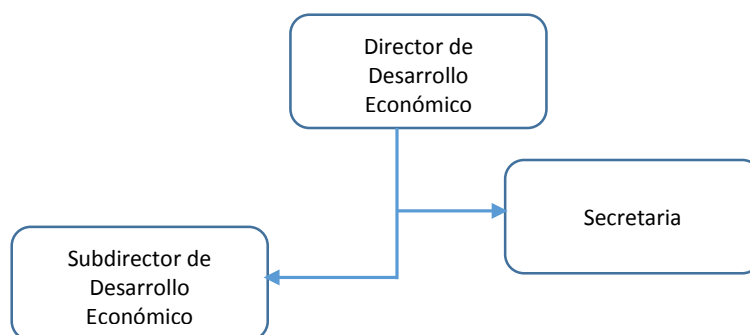 Director de
Desarrollo
Económico
Secretaria
Subdirector de
Desarrollo
Económico